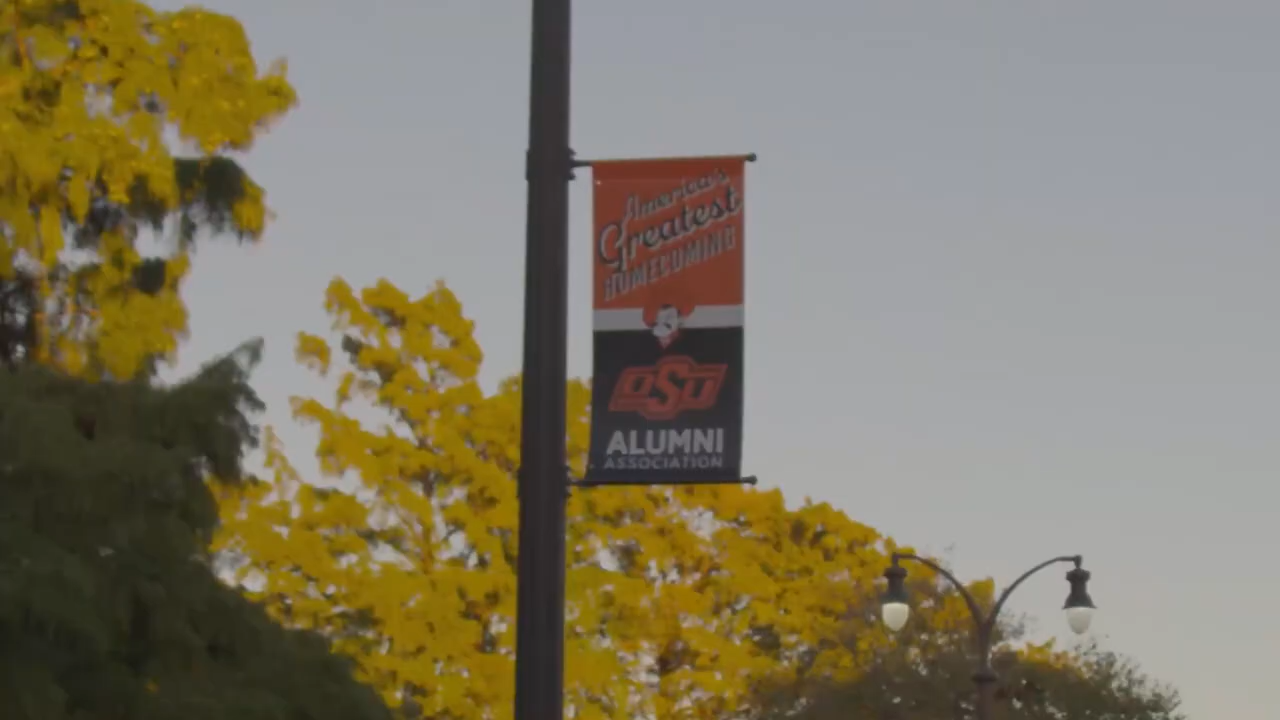 America's
Greatest
HOMECOMING
OSU
ALUMNI
ASSOCIATION